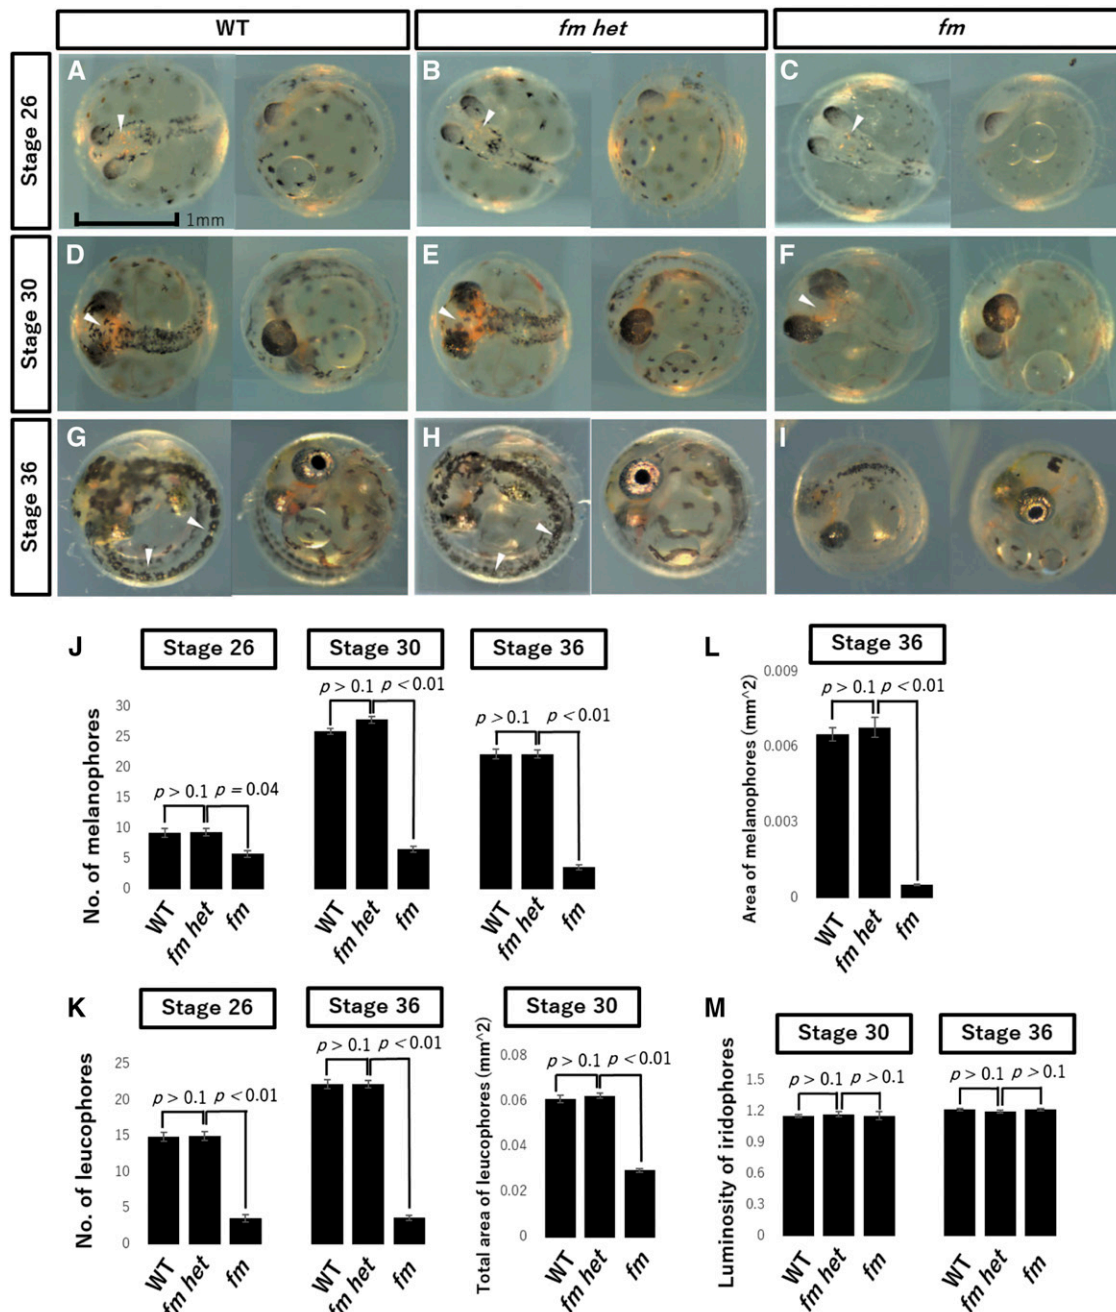 WT
fm het
fm
Stage 26
A
B
C
1mm
Stage 30
D
E
F
Stage 36
G
H
I
J
Stage 26
Stage 30
Stage 36
No. of melanophores
30
25
20
15
10
5
0
p > 0.1
p = 0.04
p > 0.1
p < 0.01
p > 0.1
p < 0.01
WT
fm het
fm
WT
fm het
fm
WT
fm het
fm
L
Stage 36
Area of melanophores (mm^2)
0.009
0.006
0.003
0
p > 0.1
p < 0.01
WT
fm het
fm
K
Stage 26
Stage 36
Stage 30
No. of leucophores
25
20
15
10
5
0
p > 0.1
p < 0.01
p > 0.1
p < 0.01
WT
fm het
fm
WT
fm het
fm
Total area of leucophores (mm^2)
0.08
0.06
0.04
0.02
0
p > 0.1
p < 0.01
WT
fm het
fm
M
Stage 30
Stage 36
Luminosity of iridophores
1.5
1.2
0.9
0.6
0.3
0
p > 0.1
p > 0.1
p > 0.1
p > 0.1
WT
fm het
fm
WT
fm het
fm